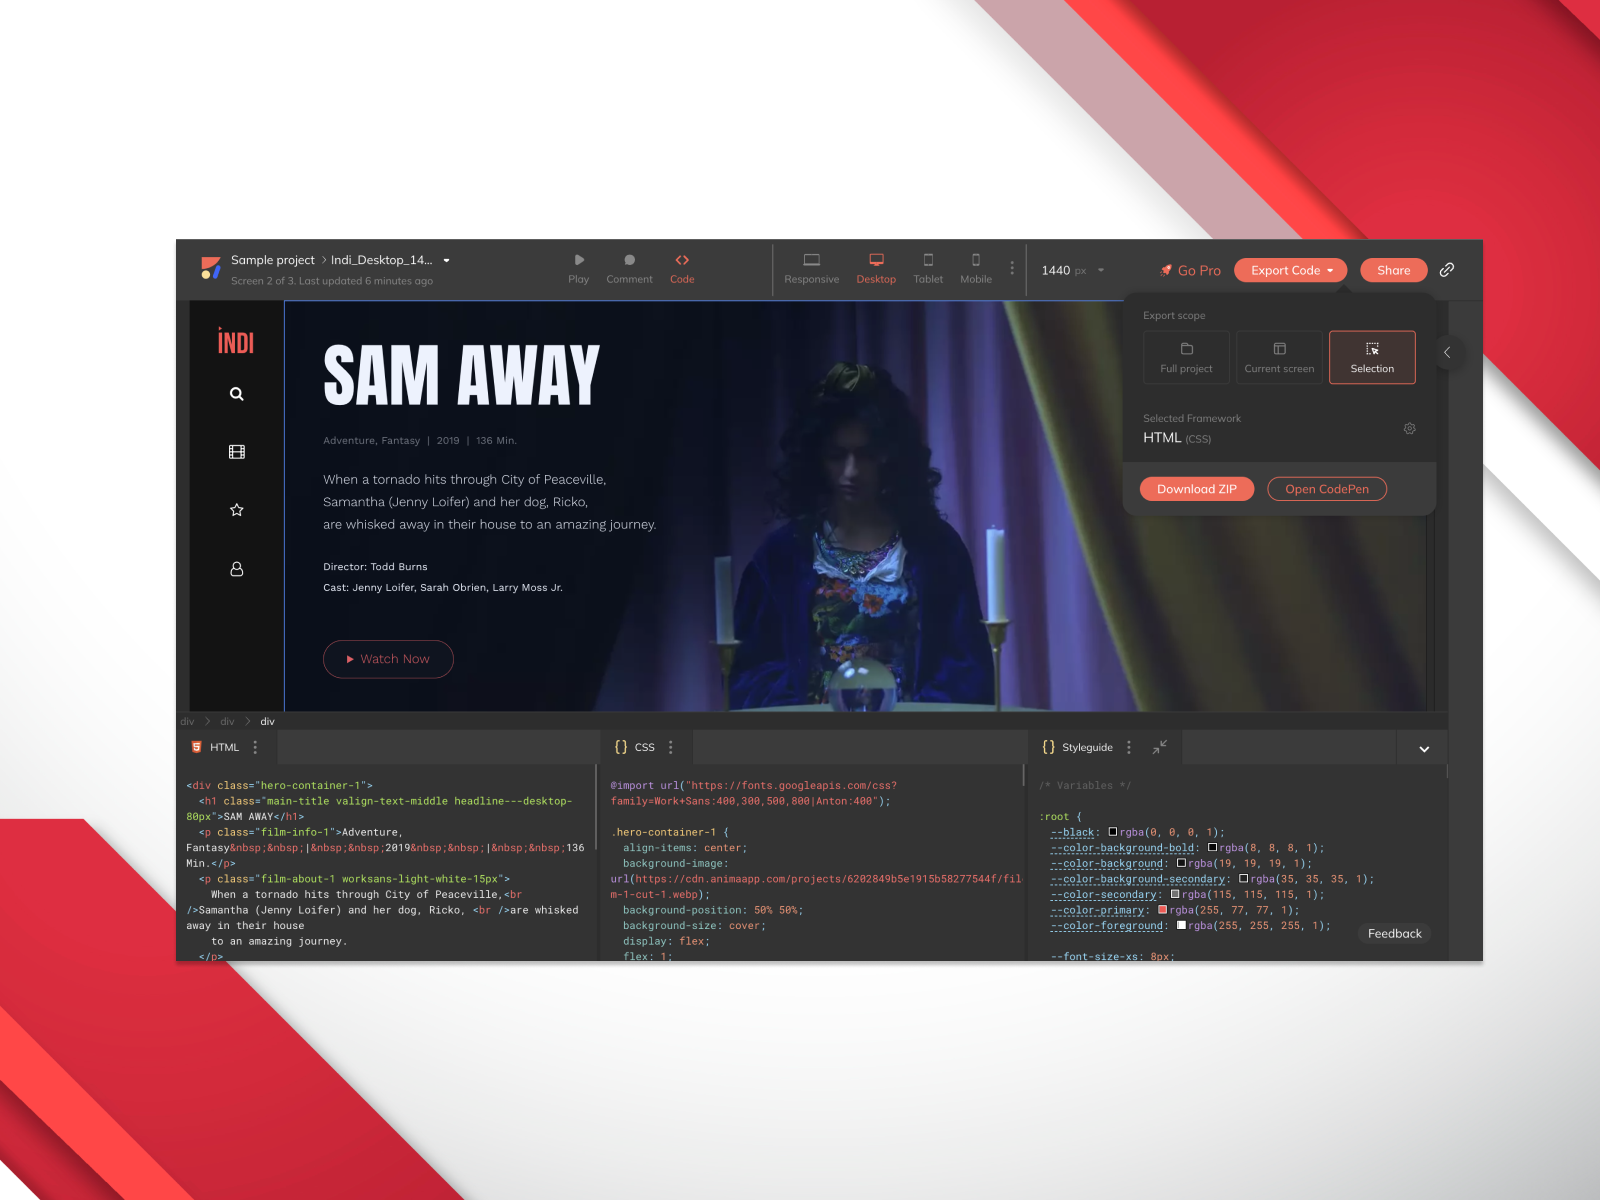 Sample project > Indi_Desktop_14...
Screen 2 of 3. Last updated 6 minutes ago
Play
Comment
Code
Responsive
Desktop
Tablet
Mobile
1440 px
Go Pro
Export Code
Share
Export scope
Full project
Current screen
Selection
Selected Framework
HTML (CSS)
Download ZIP
Open CodePen
INDI
SAM AWAY
Adventure, Fantasy | 2019 | 136 Min.
When a tornado hits through City of Peaceville,
Samantha (Jenny Loifer) and her dog, Ricko,
are whisked away in their house to an amazing journey.
Director: Todd Burns
Cast: Jenny Loifer, Sarah Obrien, Larry Moss Jr.
Watch Now
div > div > div
HTML
<div class="hero-container-1">
<h1 class="main-title valign-text-middle headline---desktop-
80px">SAM AWAY</h1>
<p class="film-info-1">Adventure,
Fantasy&nbsp;&nbsp;|&nbsp;&nbsp;2019&nbsp;&nbsp;|&nbsp;&nbsp;136
Min.</p>
<p class="film-about-1 worksans-light-white-15px">
When a tornado hits through City of Peaceville,<br
/>Samantha (Jenny Loifer) and her dog, Ricko, <br />are whisked
away in their house
to an amazing journey.
</p>
{} CSS
@import url("https://fonts.googleapis.com/css?
family=Work+Sans:400,300,500,800|Anton:400");
.hero-container-1 {
align-items: center;
background-image:
url(https://cdn.animaapp.com/projects/6202849b5e1915b58277544f/fil
m-1-cut-1.webp);
background-position: 50% 50%;
background-size: cover;
display: flex;
flex: 1;
{} Styleguide
/* Variables */
:root {
--black: rgba(0, 0, 0, 1);
--color-background-bold: rgba(8, 8, 8, 1);
--color-background: rgba(19, 19, 19, 1);
--color-background-secondary: rgba(35, 35, 35, 1);
--color-secondary: rgba(115, 115, 115, 1);
--color-primary: rgba(255, 77, 77, 1);
--color-foreground: rgba(255, 255, 255, 1);
--font-size-xs: 8px;
Feedback